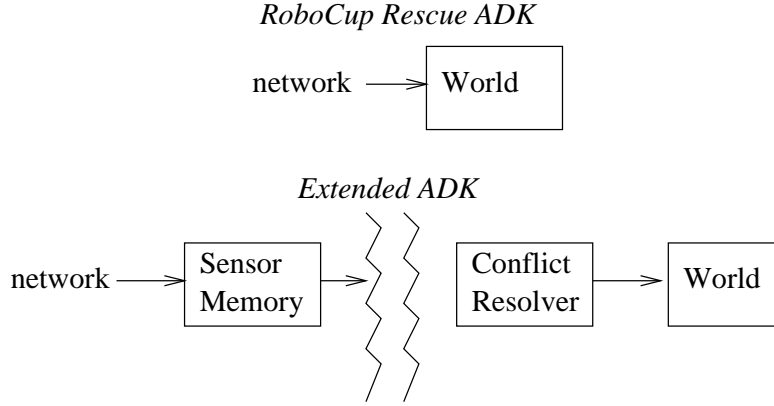 RoboCup Rescue ADK
network
World
Extended ADK
network
Sensor
Memory
Conflict
Resolver
World